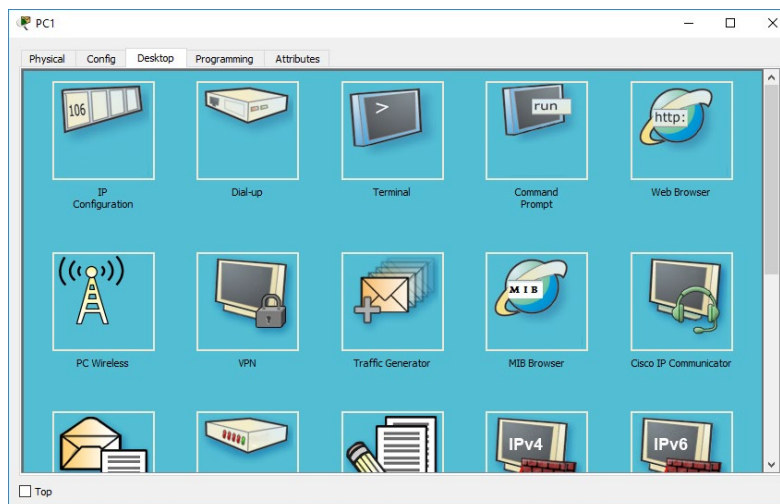 PC1
Physical Config Desktop Programming Attributes
106
>
run
http:
IP
Configuration
Dial-up
Terminal
Command
Prompt
Web Browser
MIB
PC Wireless
VPN
Traffic Generator
MIB Browser
Cisco IP Communicator
IPv4
IPv6
Top